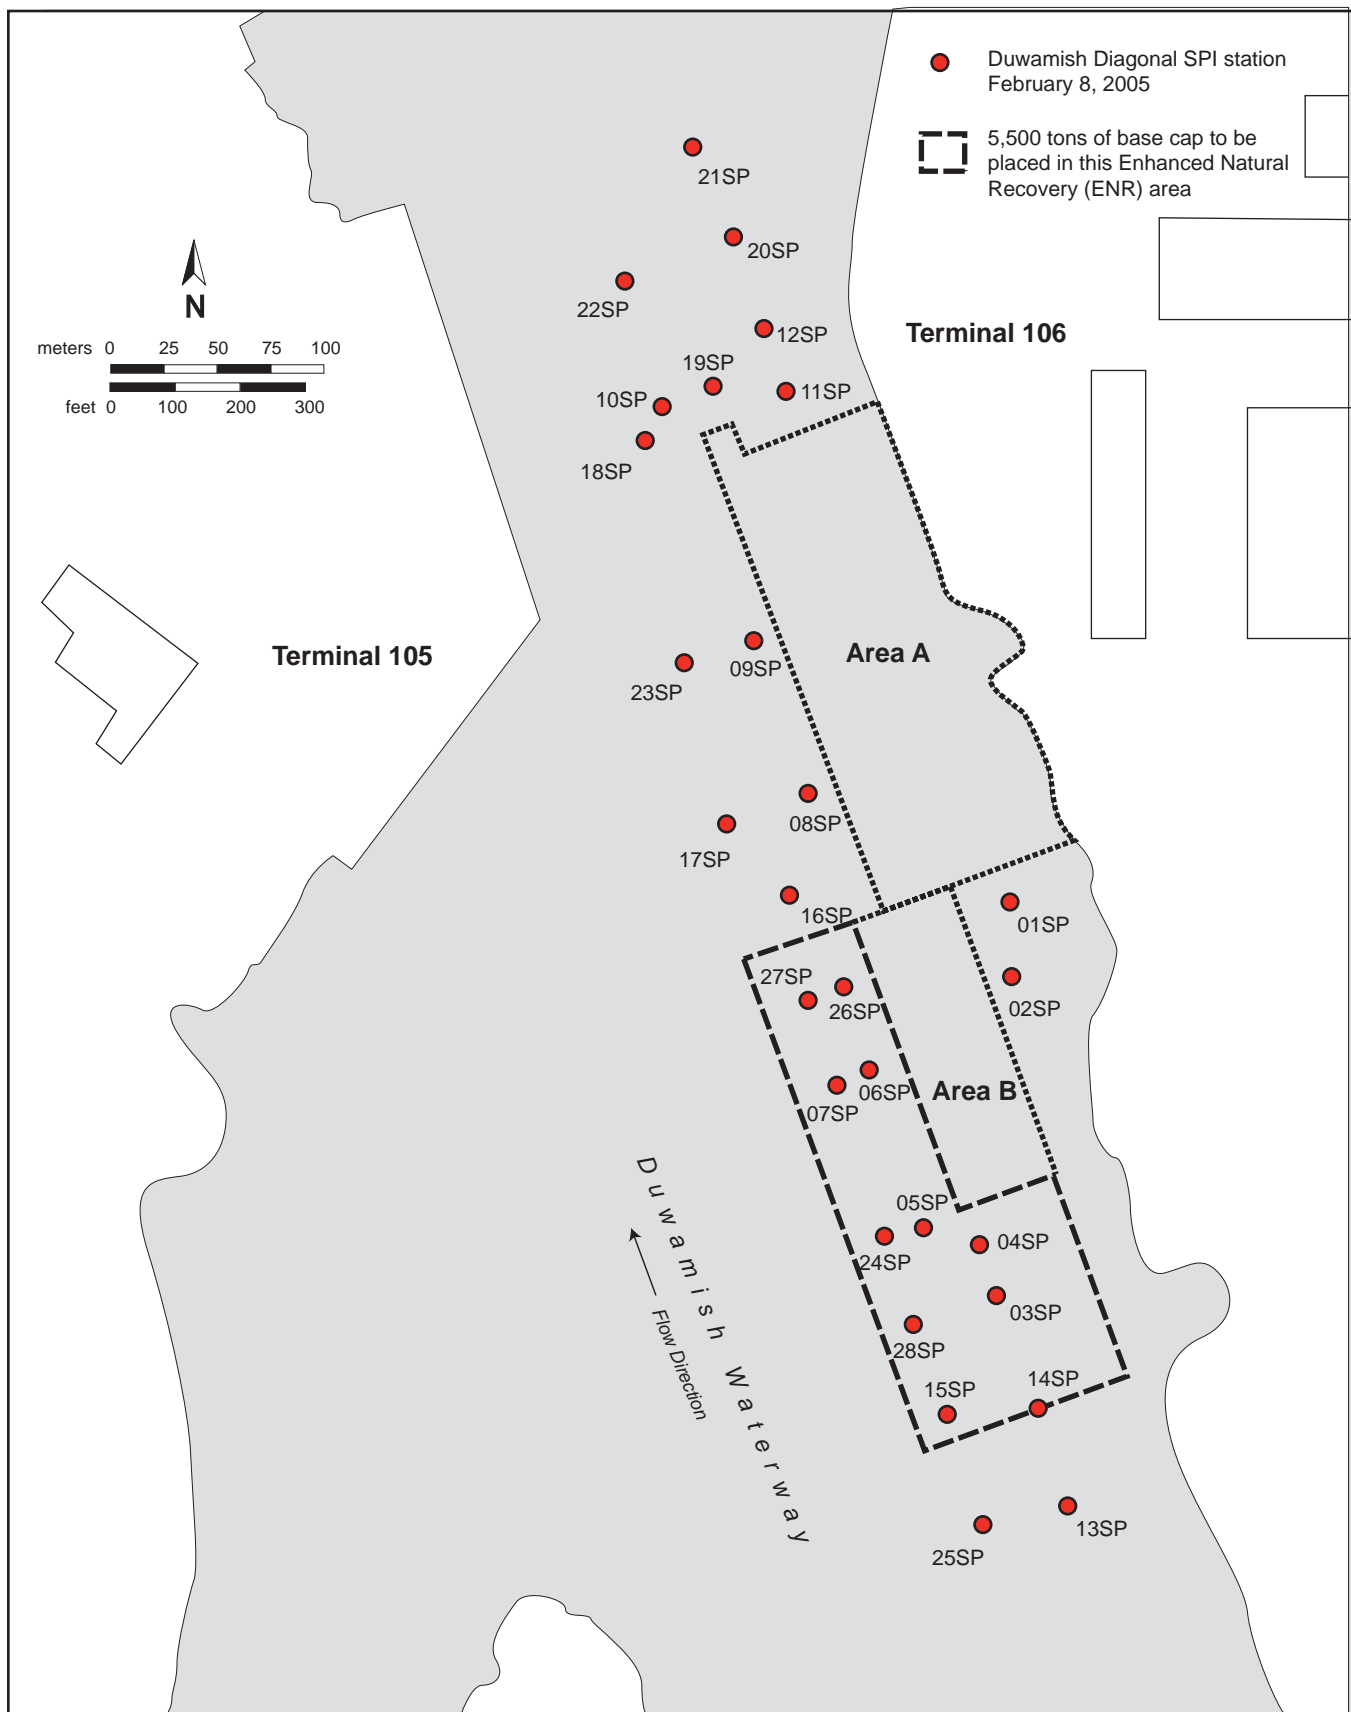 Duwamish Diagonal SPI station
February 8, 2005
5,500 tons of base cap to be
placed in this Enhanced Natural
Recovery (ENR) area
21SP
20SP
22SP
N
12SP
Terminal 106
meters 0 25 50 75 100
feet 0 100 200 300
19SP
11SP
10SP
18SP
Terminal 105
Area A
09SP
23SP
08SP
17SP
16SP
01SP
27SP
26SP
02SP
06SP
Area B
07SP
05SP
04SP
24SP
03SP
28SP
15SP
14SP
Duwamish Waterway
Flow Direction
13SP
25SP